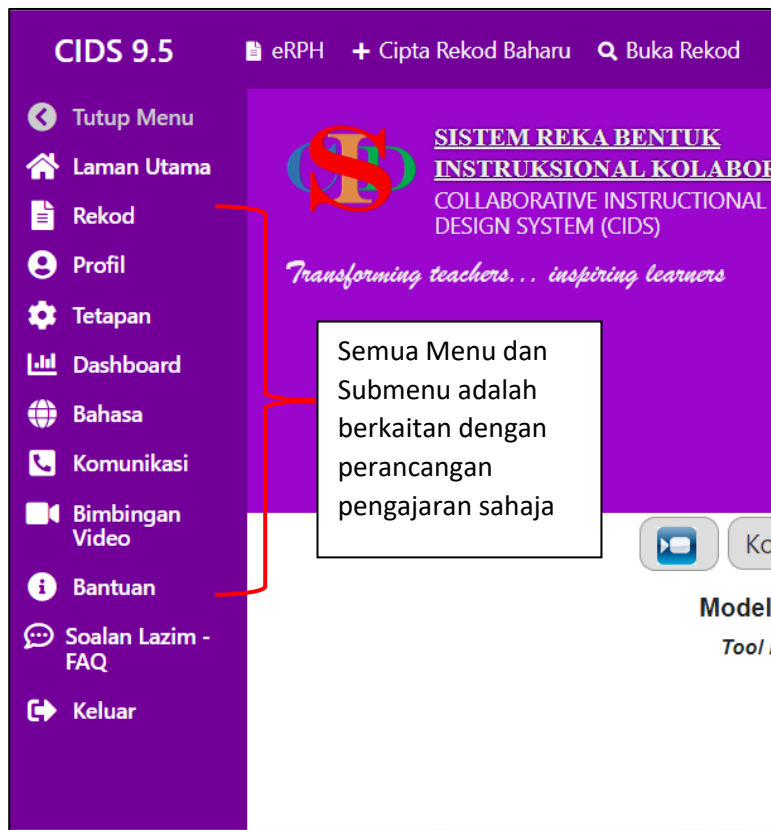 CIDS 9.5
eRPH
Cipta Rekod Baharu
Buka Rekod
Tutup Menu
Laman Utama
Rekod
Profil
Tetapan
Dashboard
Bahasa
Komunikasi
Bimbingan
Video
Bantuan
Soalan Lazim -
FAQ
Keluar
SISTEM REKA BENTUK
INSTRUKSIONAL KOLABOR
COLLABORATIVE INSTRUCTIONAL
DESIGN SYSTEM (CIDS)
Transforming teachers... inspiring learners
Semua Menu dan
Submenu adalah
berkaitan dengan
perancangan
pengajaran sahaja
Ko
Model
Tool